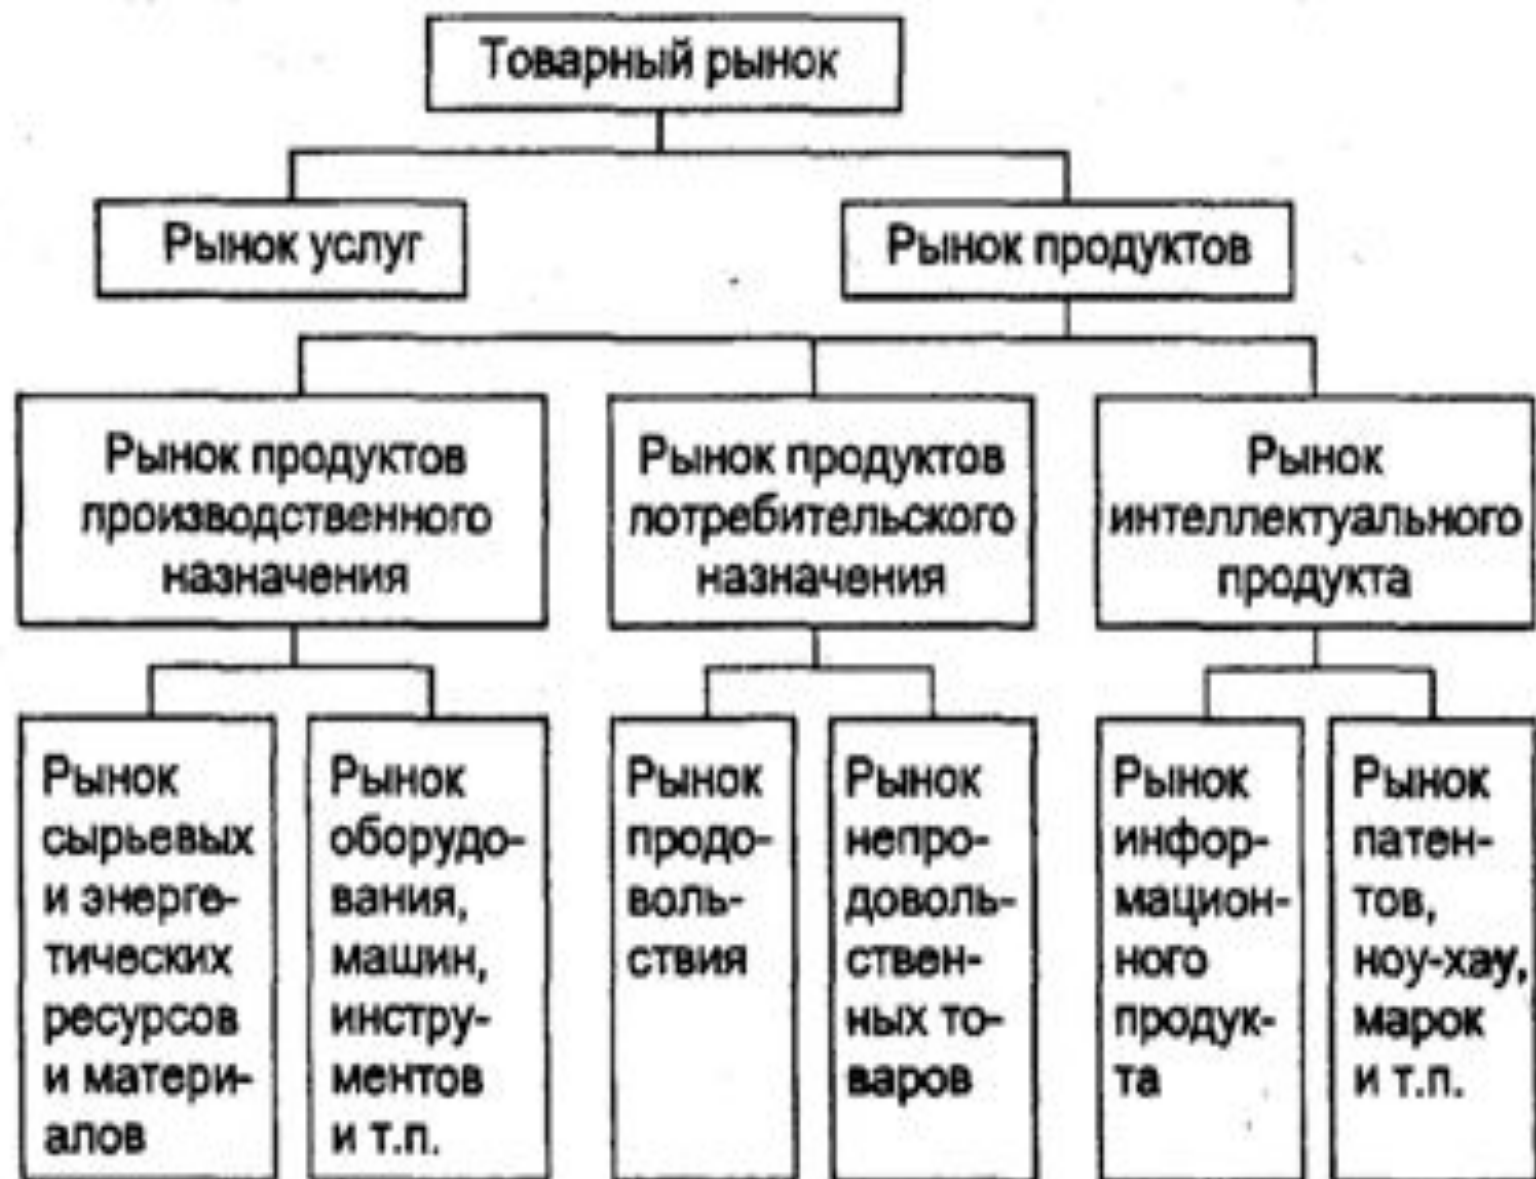 Товарный рынок
Рынок услуг
Рынок продуктов
Рынок продуктов
производственного
назначения
Рынок продуктов
потребительского
назначения
Рынок
интеллектуального
продукта
Рынок
сырьевых
и энерге-
тических
ресурсов
и матери-
алов
Рынок
оборудо-
вания,
машин,
инстру-
ментов
и т.п.
Рынок
продо-
воль-
ствия
Рынок
непро-
доволь-
ствен-
ных то-
варов
Рынок
инфор-
мацион-
ного
продук-
та
Рынок
патен-
тов,
ноу-хау,
марок
и т.п.